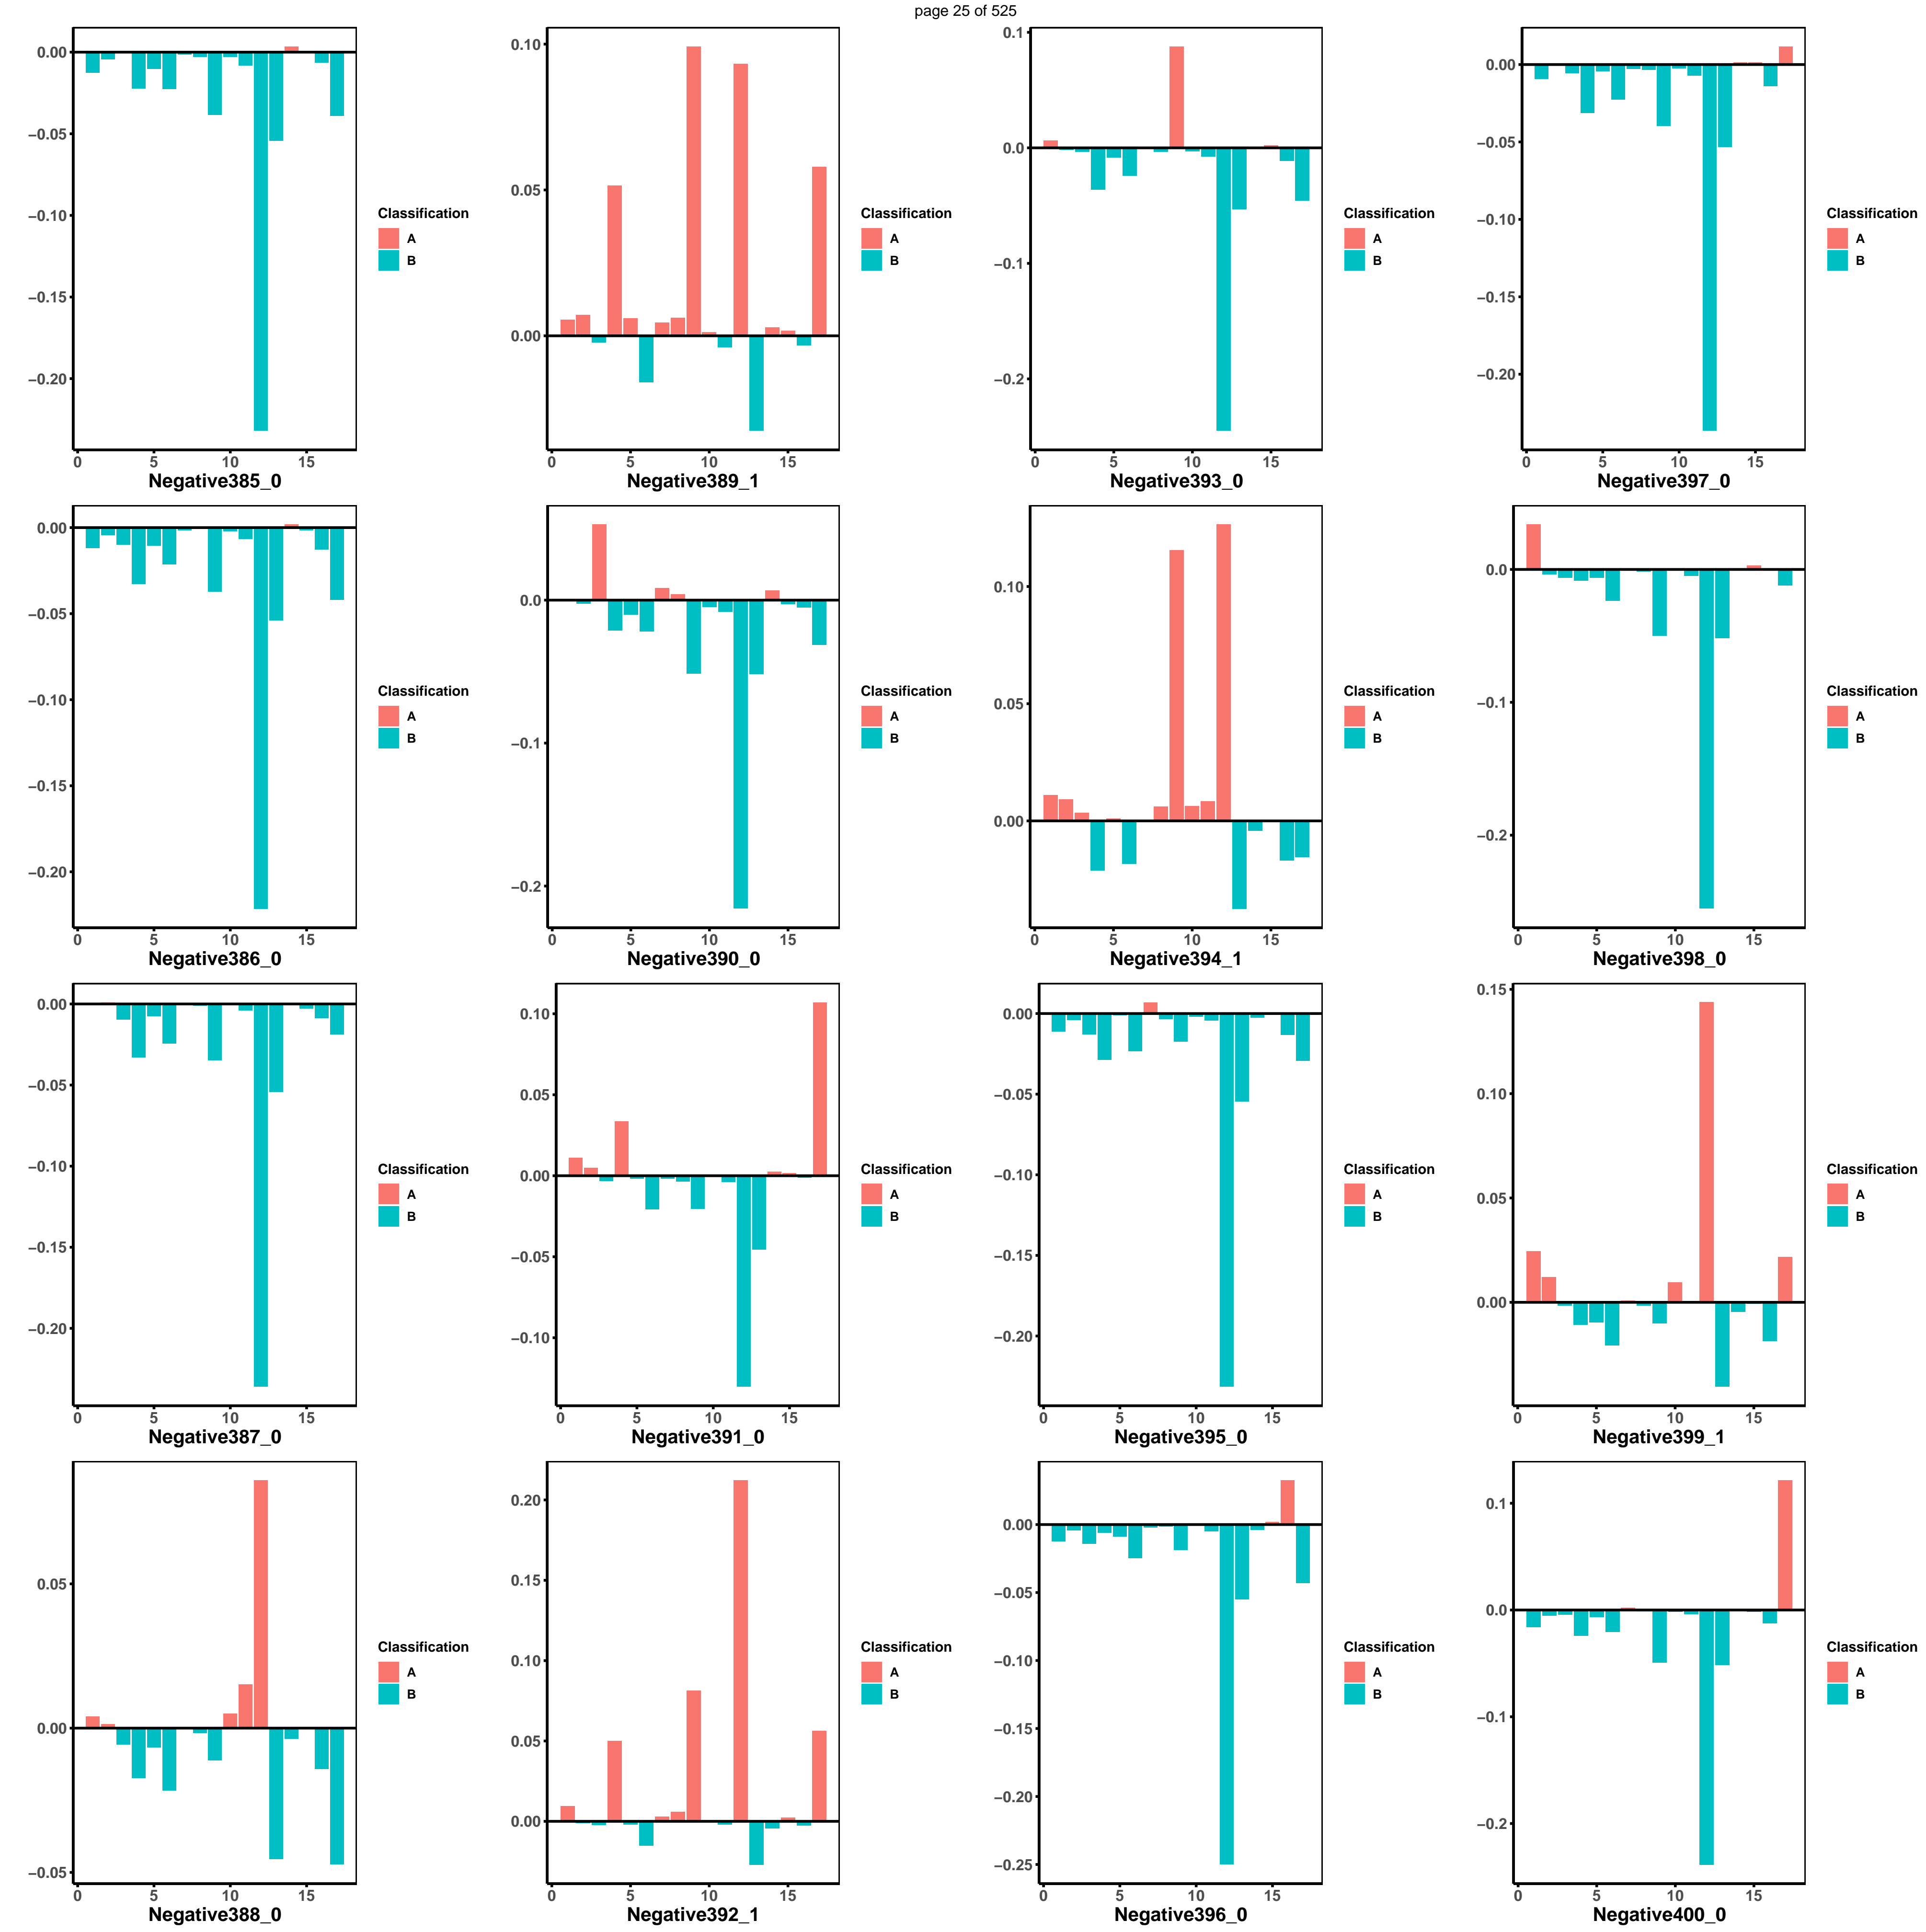 page 25 of 525
0.00
−0.05
−0.10
−0.15
−0.20
0 5 10 15
Negative385_0
Classification
A
B
0.10
0.05
0.00
0 5 10 15
Negative389_1
Classification
A
B
0.1
0.0
−0.1
−0.2
0 5 10 15
Negative393_0
Classification
A
B
0.00
−0.05
−0.10
−0.15
−0.20
0 5 10 15
Negative397_0
Classification
A
B
0.00
−0.05
−0.10
−0.15
−0.20
0 5 10 15
Negative386_0
Classification
A
B
0.0
−0.1
−0.2
0 5 10 15
Negative390_0
Classification
A
B
0.10
0.05
0.00
0 5 10 15
Negative394_1
Classification
A
B
0.0
−0.1
−0.2
0 5 10 15
Negative398_0
Classification
A
B
0.00
−0.05
−0.10
−0.15
−0.20
0 5 10 15
Negative387_0
Classification
A
B
0.10
0.05
0.00
−0.05
−0.10
0 5 10 15
Negative391_0
Classification
A
B
0.00
−0.05
−0.10
−0.15
−0.20
0 5 10 15
Negative395_0
Classification
A
B
0.15
0.10
0.05
0.00
0 5 10 15
Negative399_1
Classification
A
B
0.05
0.00
−0.05
0 5 10 15
Negative388_0
Classification
A
B
0.20
0.15
0.10
0.05
0.00
0 5 10 15
Negative392_1
Classification
A
B
0.00
−0.05
−0.10
−0.15
−0.20
−0.25
0 5 10 15
Negative396_0
Classification
A
B
0.1
0.0
−0.1
−0.2
0 5 10 15
Negative400_0
Classification
A
B